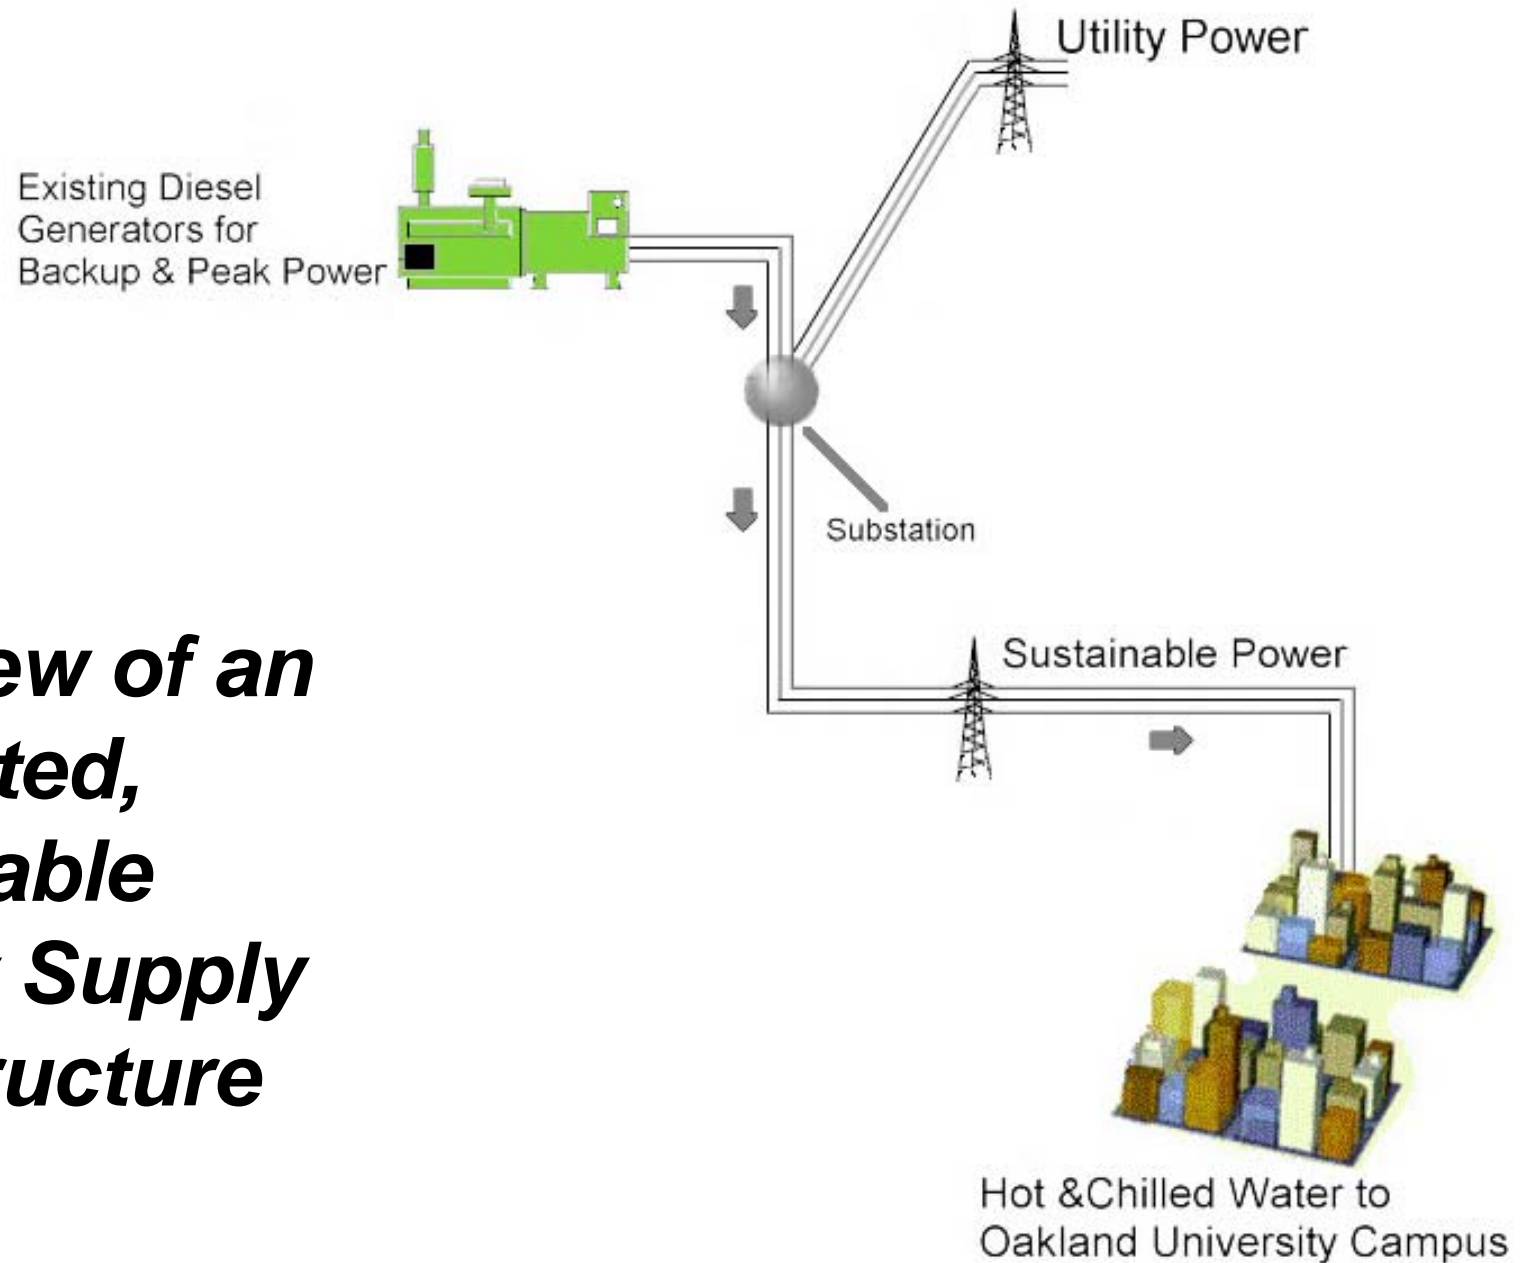 Utility Power
Existing Diesel
Generators for
Backup & Peak Power
Substation
Sustainable Power
ew of an
ted,
able
Supply
ructure
Hot &Chilled Water to
Oakland University Campus